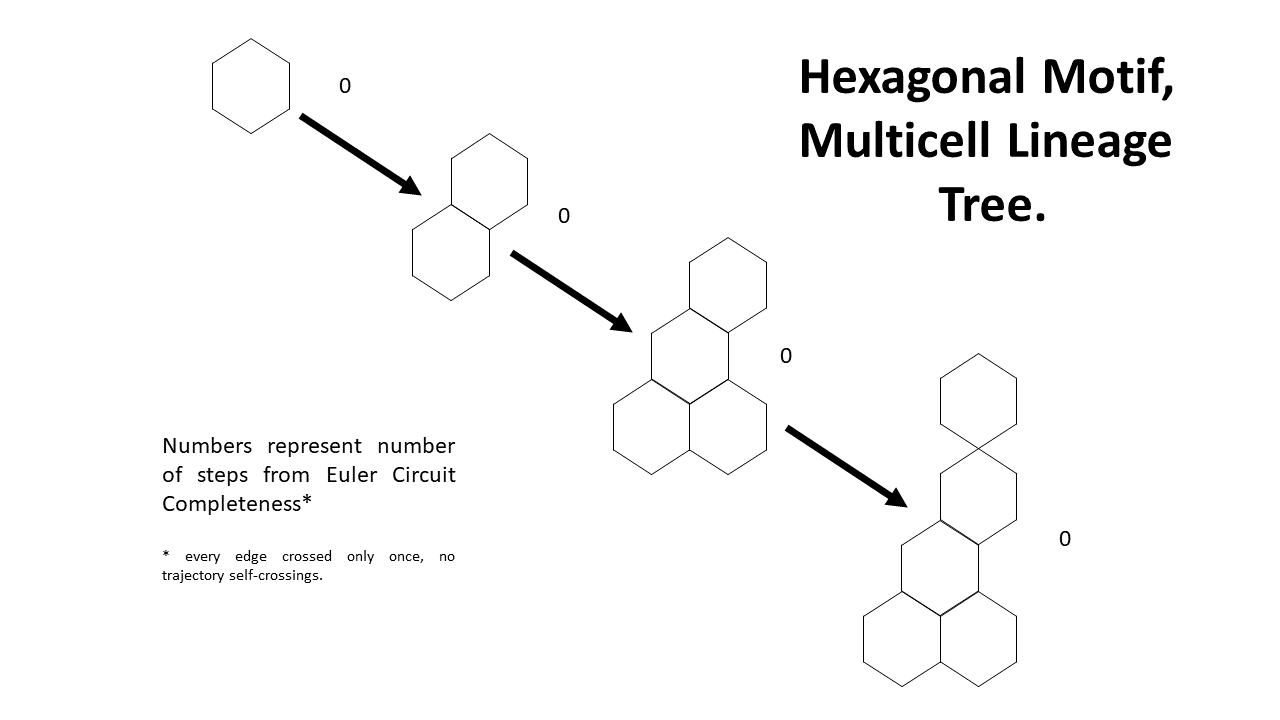 Hexagonal Motif,
Multicell Lineage
Tree.
0
0
0
0
Numbers represent number
of steps from Euler Circuit
Completeness*
* every edge crossed only once, no
trajectory self-crossings.